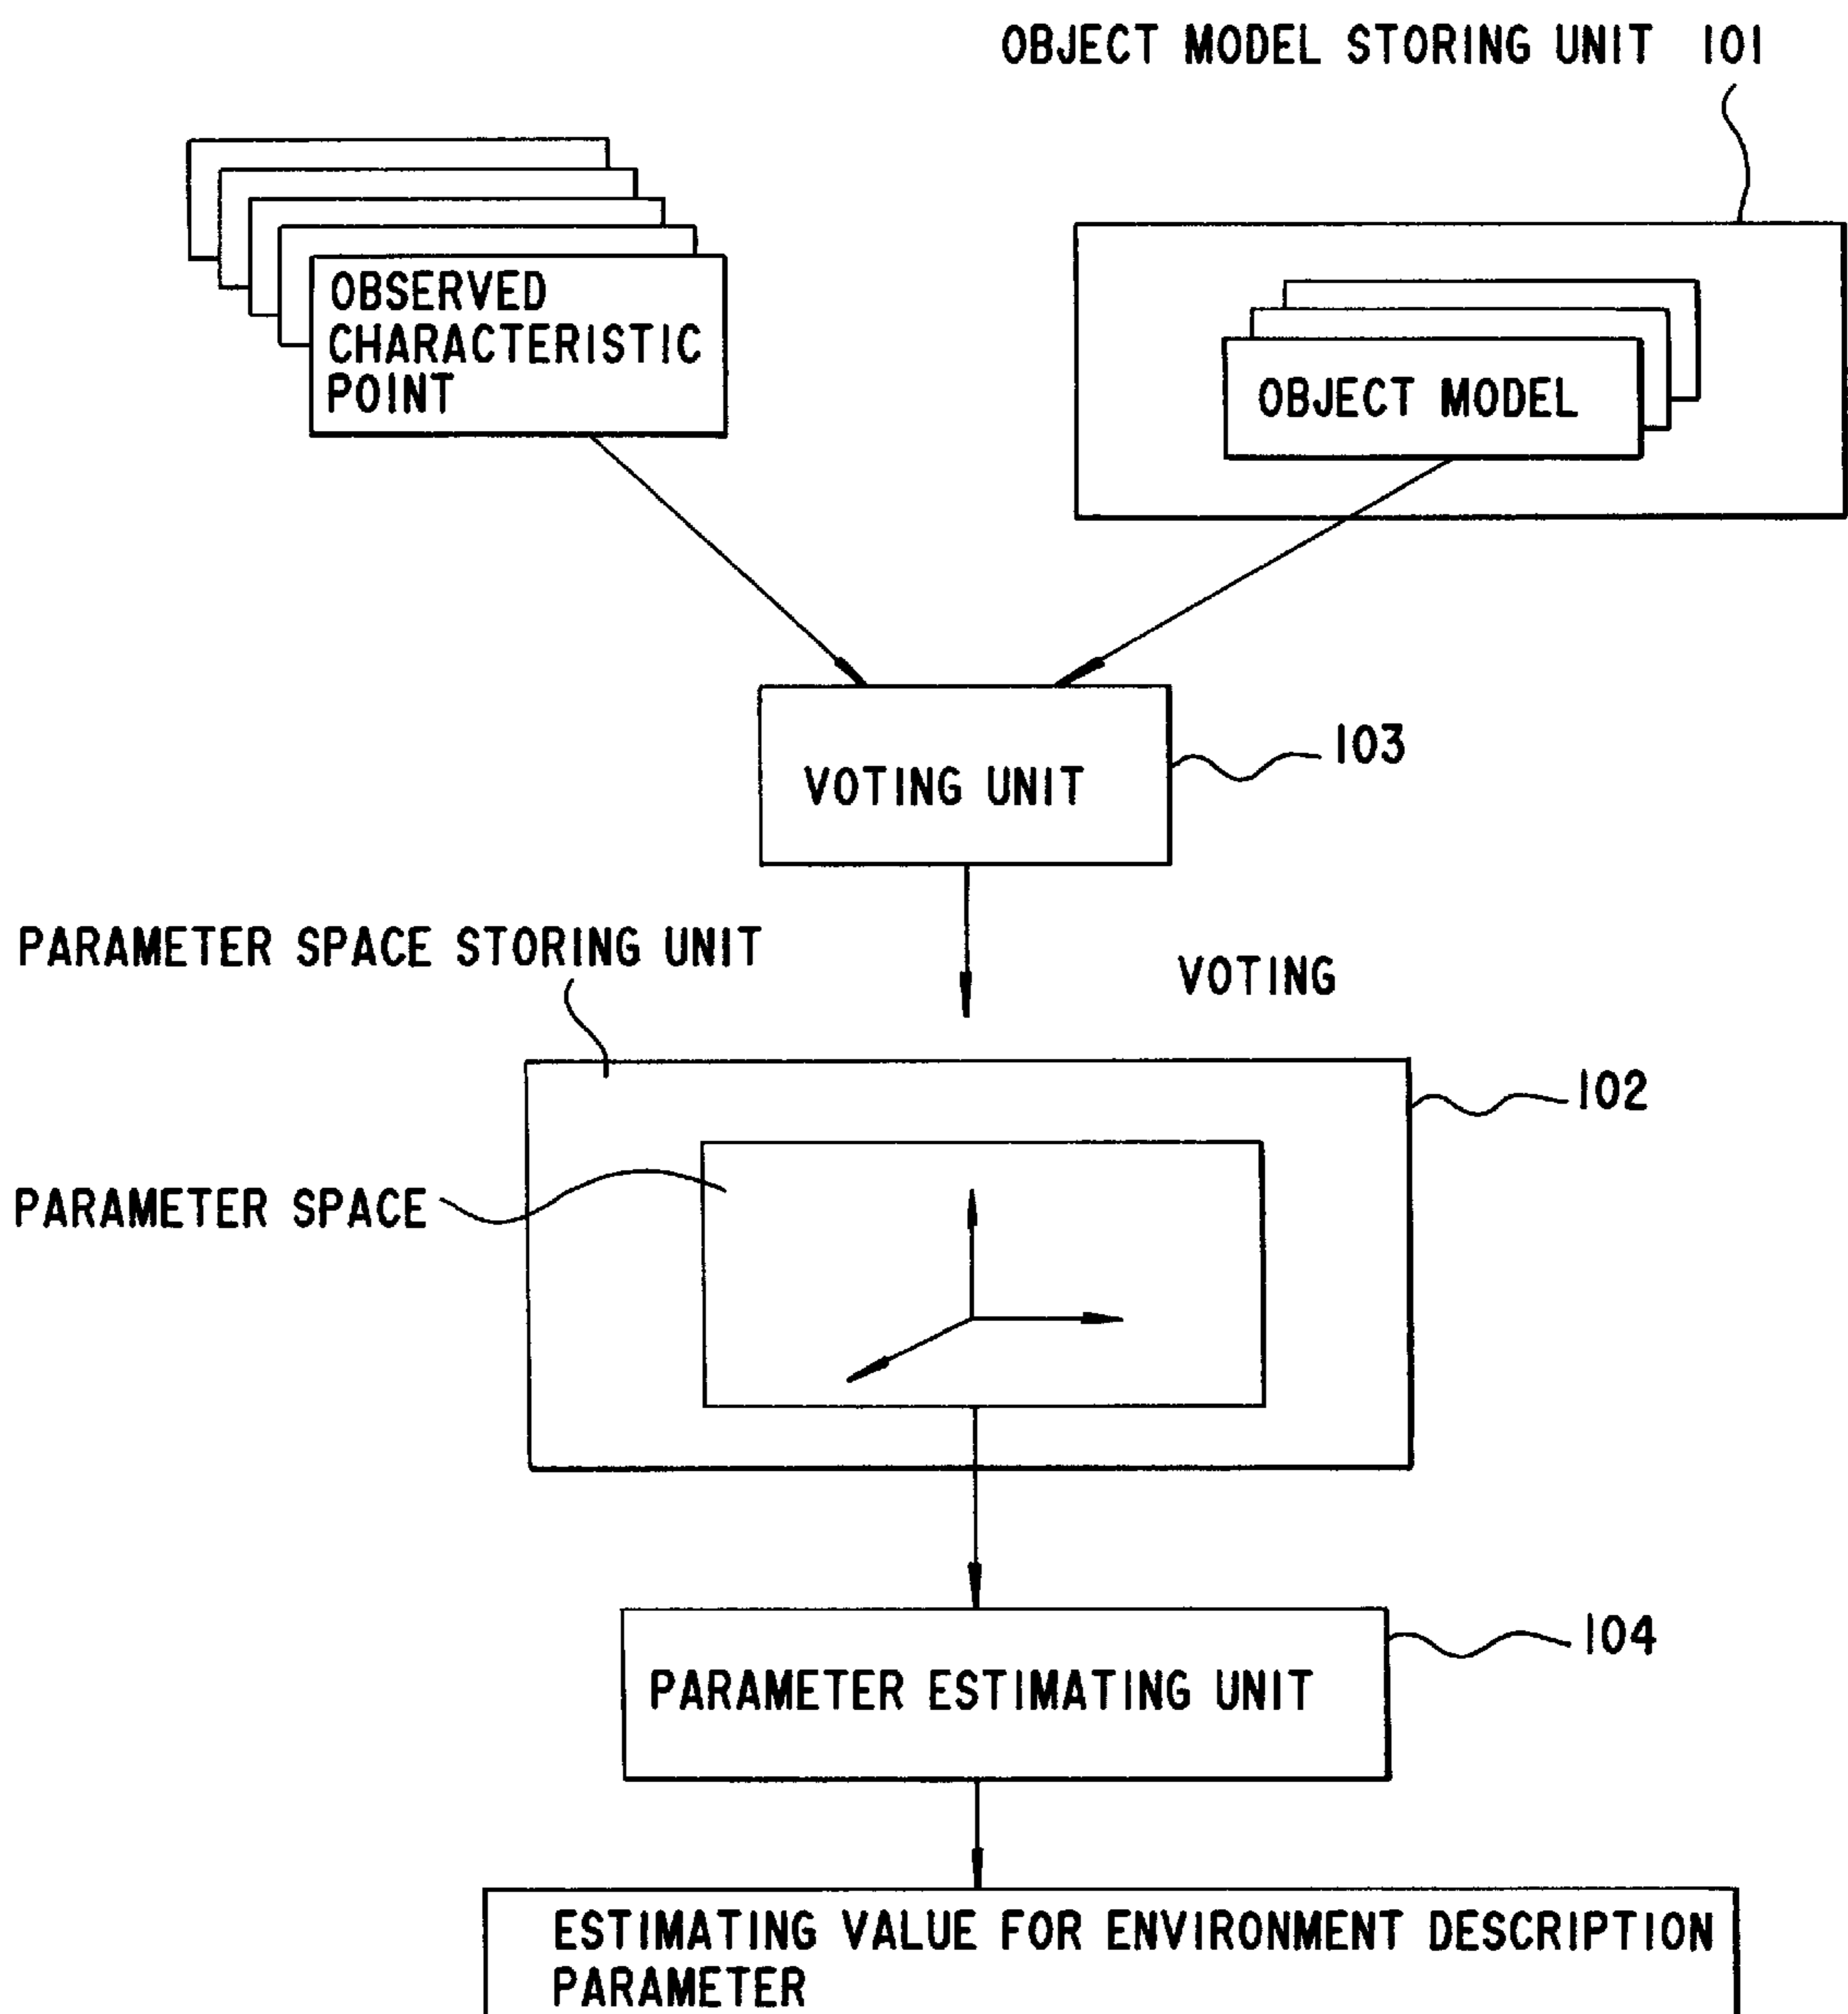 OBJECT MODEL STORING UNIT 101
OBSERVED
CHARACTERISTIC
POINT
OBJECT MODEL
VOTING UNIT
103
PARAMETER SPACE STORING UNIT
VOTING
102
PARAMETER SPACE
104
PARAMETER ESTIMATING UNIT
ESTIMATING VALUE FOR ENVIRONMENT DESCRIPTION
PARAMETER